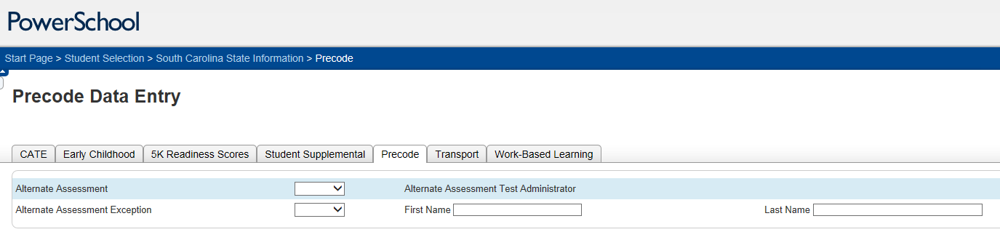 PowerSchool
Start Page > Student Selection > South Carolina State Information > Precode
Precode Data Entry
CATE Early Childhood 5K Readiness Scores Student Supplemental Precode Transport Work-Based Learning
Alternate Assessment Alternate Assessment Test Administrator
Alternate Assessment Exception First Name Last Name